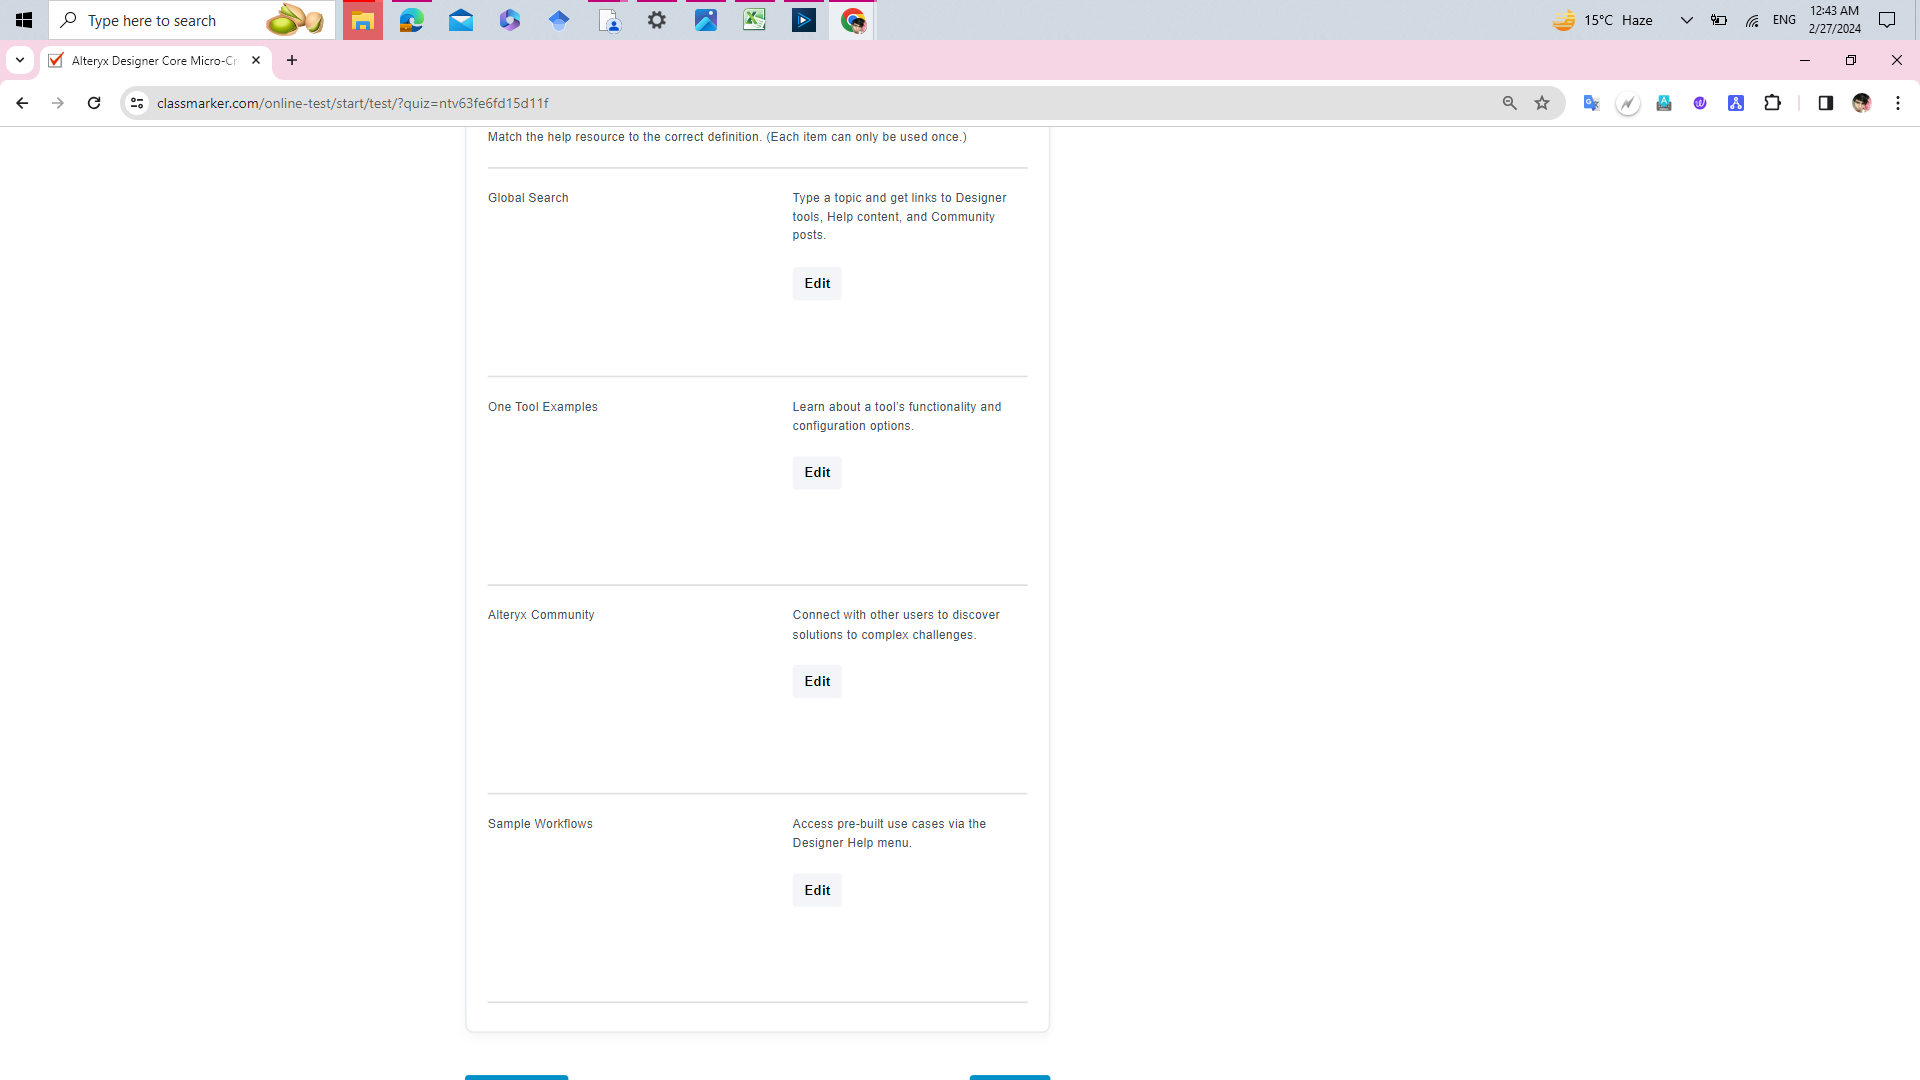 Type here to search
15°C Haze
ENG
12:43 AM
2/27/2024
Alteryx Designer Core Micro-Cr
classmarker.com/online-test/start/test/?quiz=ntv63fe6fd15d11f
Match the help resource to the correct definition. (Each item can only be used once.)
Global Search
Type a topic and get links to Designer
tools, Help content, and Community
posts.
Edit
One Tool Examples
Learn about a tool's functionality and
configuration options.
Edit
Alteryx Community
Connect with other users to discover
solutions to complex challenges.
Edit
Sample Workflows
Access pre-built use cases via the
Designer Help menu.
Edit